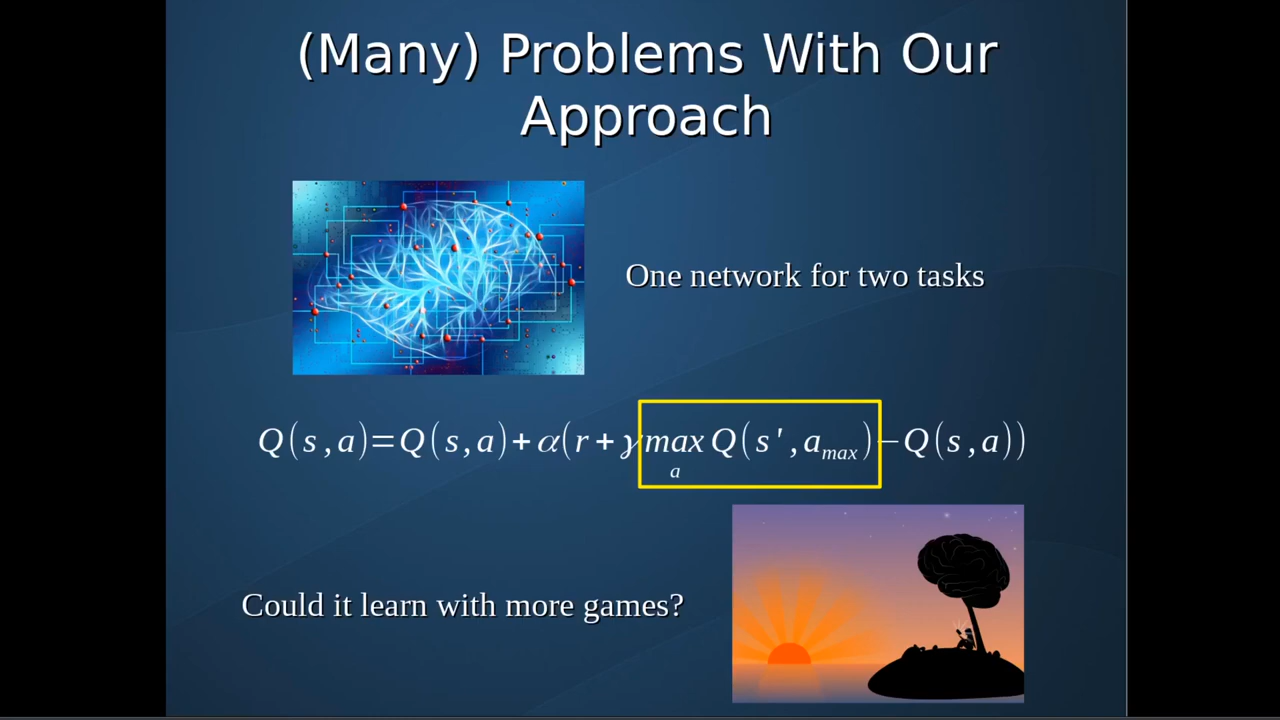 (Many) Problems With Our
Approach
One network for two tasks
Q(s,a)=Q(s,a)+α(r+γ max Q(s',a_max)−Q(s,a))
a
Could it learn with more games?